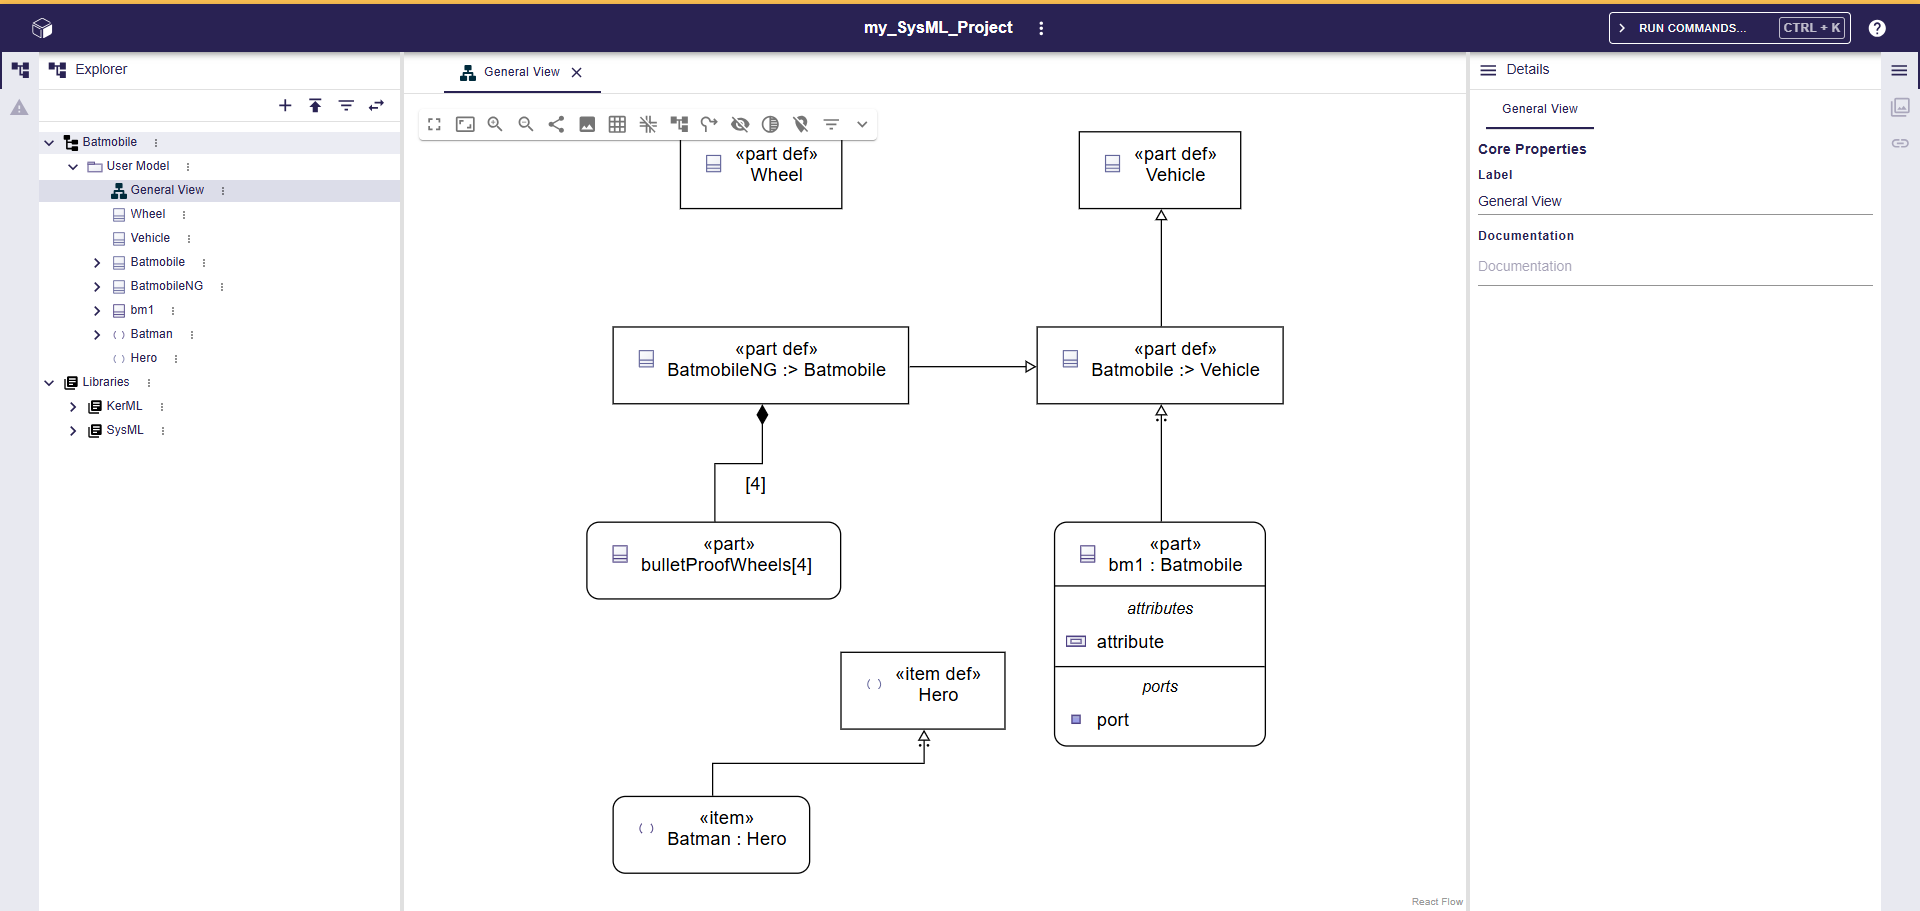 my_SysML_Project
RUN COMMANDS...
CTRL + K
Explorer
Batmobile
User Model
General View
Wheel
Vehicle
Batmobile
BatmobileNG
bm1
Batman
Hero
Libraries
KerML
SysML
General View
«part def»
Wheel
«part def»
Vehicle
«part def»
BatmobileNG :> Batmobile
«part def»
Batmobile :> Vehicle
[4]
«part»
bulletProofWheels[4]
«part»
bm1 : Batmobile
attributes
attribute
ports
port
«item def»
Hero
«item»
Batman : Hero
React Flow
Details
General View
Core Properties
Label
General View
Documentation
Documentation